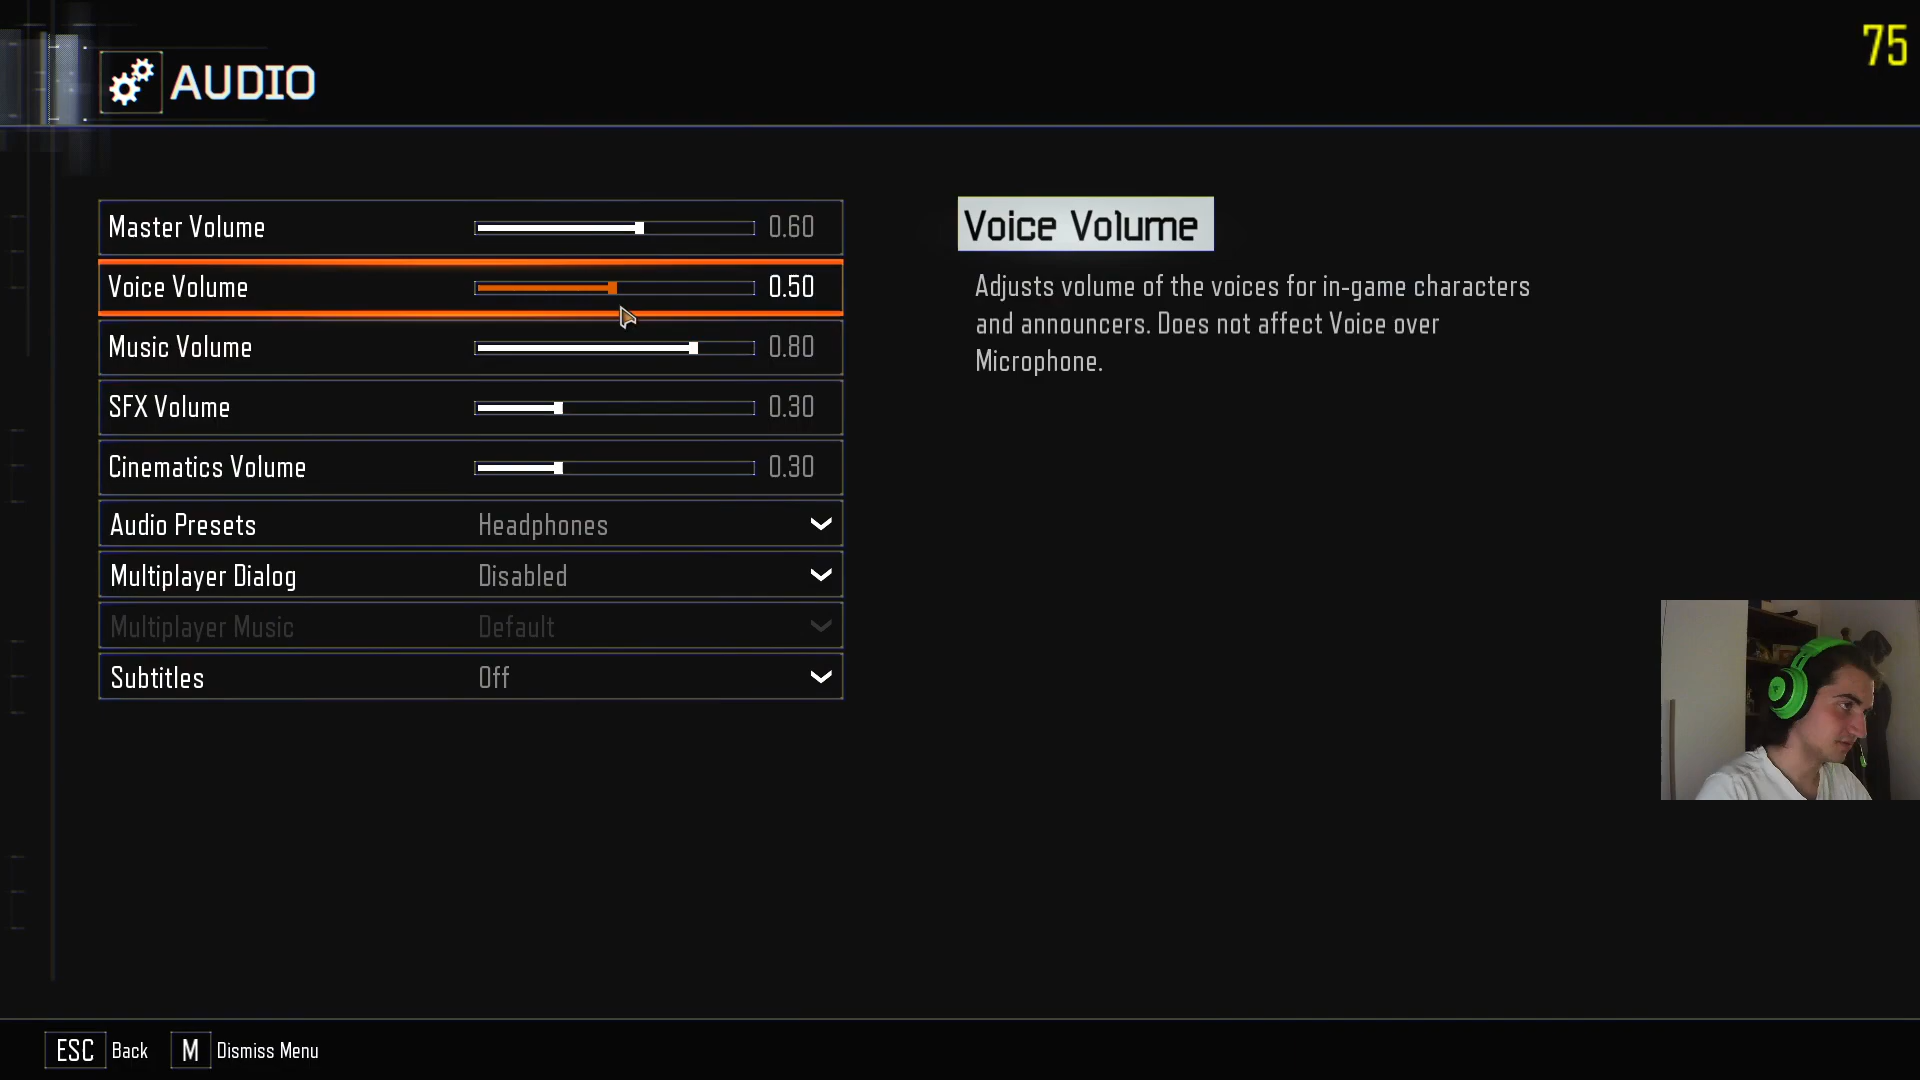 75
AUDIO
Master Volume 0.60
Voice Volume 0.50
Music Volume 0.80
SFX Volume 0.30
Cinematics Volume 0.30
Audio Presets Headphones
Multiplayer Dialog Disabled
Multiplayer Music Default
Subtitles Off
Voice Volume
Adjusts volume of the voices for in-game characters
and announcers. Does not affect Voice over
Microphone.
ESC Back M Dismiss Menu